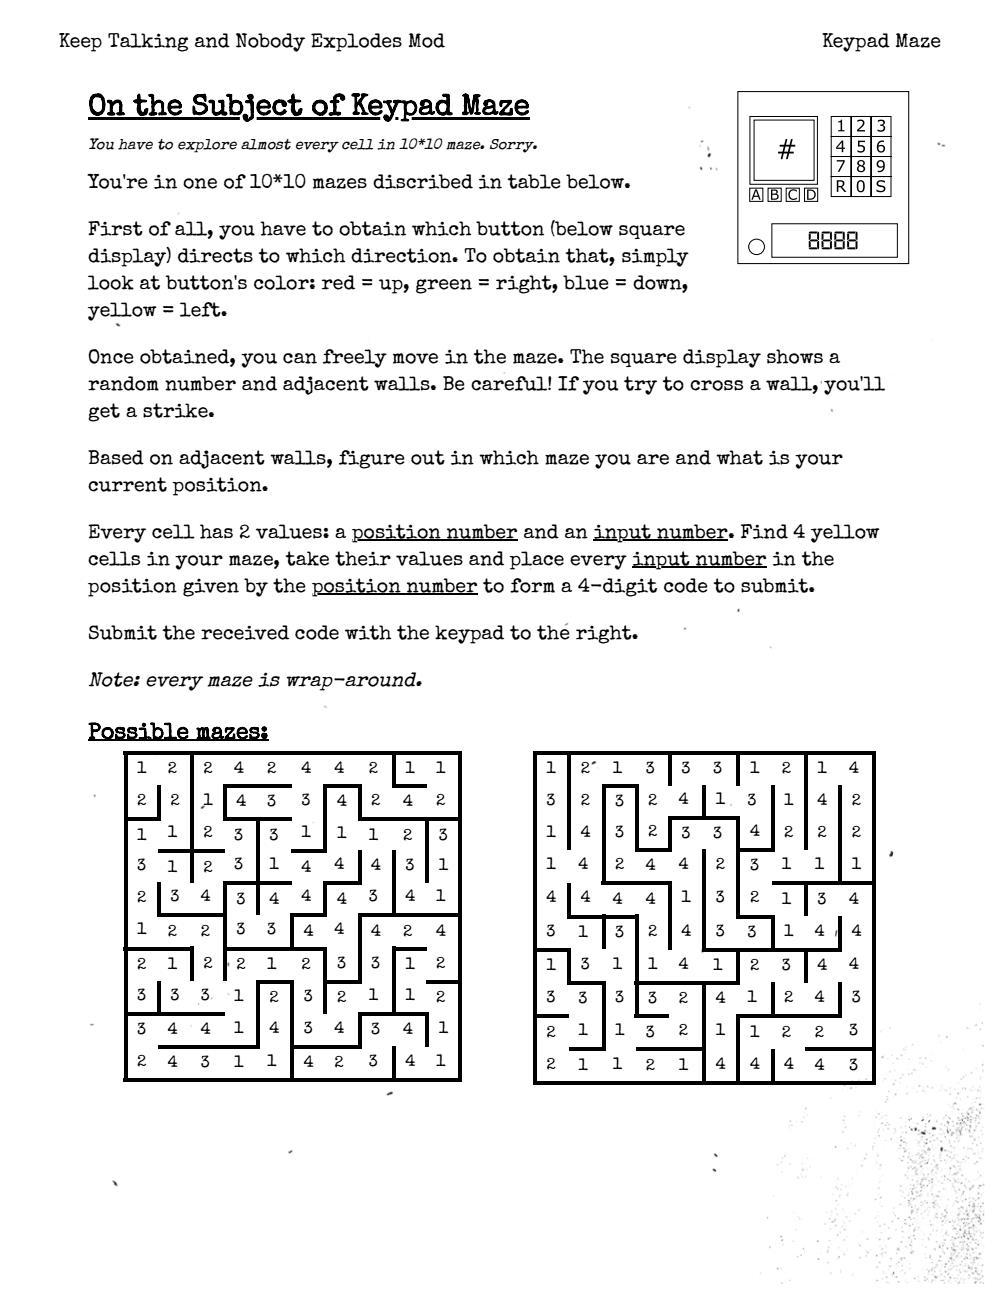 Keep Talking and Nobody Explodes Mod
Keypad Maze
On the Subject of Keypad Maze
You have to explore almost every cell in 10*10 maze. Sorry.
You're in one of 10*10 mazes discribed in table below.
First of all, you have to obtain which button (below square
display) directs to which direction. To obtain that, simply
look at button's color: red = up, green = right, blue = down,
yellow = left.
#
1 2 3
4 5 6
7 8 9
R 0 S
A B C D
8888
Once obtained, you can freely move in the maze. The square display shows a
random number and adjacent walls. Be careful! If you try to cross a wall, you'll
get a strike.
Based on adjacent walls, figure out in which maze you are and what is your
current position.
Every cell has 2 values: a position number and an input number. Find 4 yellow
cells in your maze, take their values and place every input number in the
position given by the position number to form a 4-digit code to submit.
Submit the received code with the keypad to the right.
Note: every maze is wrap-around.
Possible mazes:
1 2 2 4 2 4 4 2 1 1
2 2 1 4 3 3 4 2 4 2
1 1 2 3 3 1 1 1 2 3
3 1 2 3 1 4 4 4 3 1
2 3 4 3 4 4 4 3 4 1
1 2 2 3 3 4 4 4 2 4
2 1 2 2 1 2 3 3 1 2
3 3 3 1 2 3 2 1 1 2
3 4 4 1 4 3 4 3 4 1
2 4 3 1 1 4 2 3 4 1
1 2 1 3 3 3 1 2 1 4
3 2 3 2 4 1 3 1 4 2
1 4 3 2 3 3 4 2 2 2
1 4 2 4 4 2 3 1 1 1
4 4 4 4 1 3 2 1 3 4
3 1 3 2 4 3 3 1 4 4
1 3 1 1 4 1 2 3 4 4
3 3 3 3 2 4 1 2 4 3
2 1 1 3 2 1 1 2 2 3
2 1 1 2 1 4 4 4 4 3